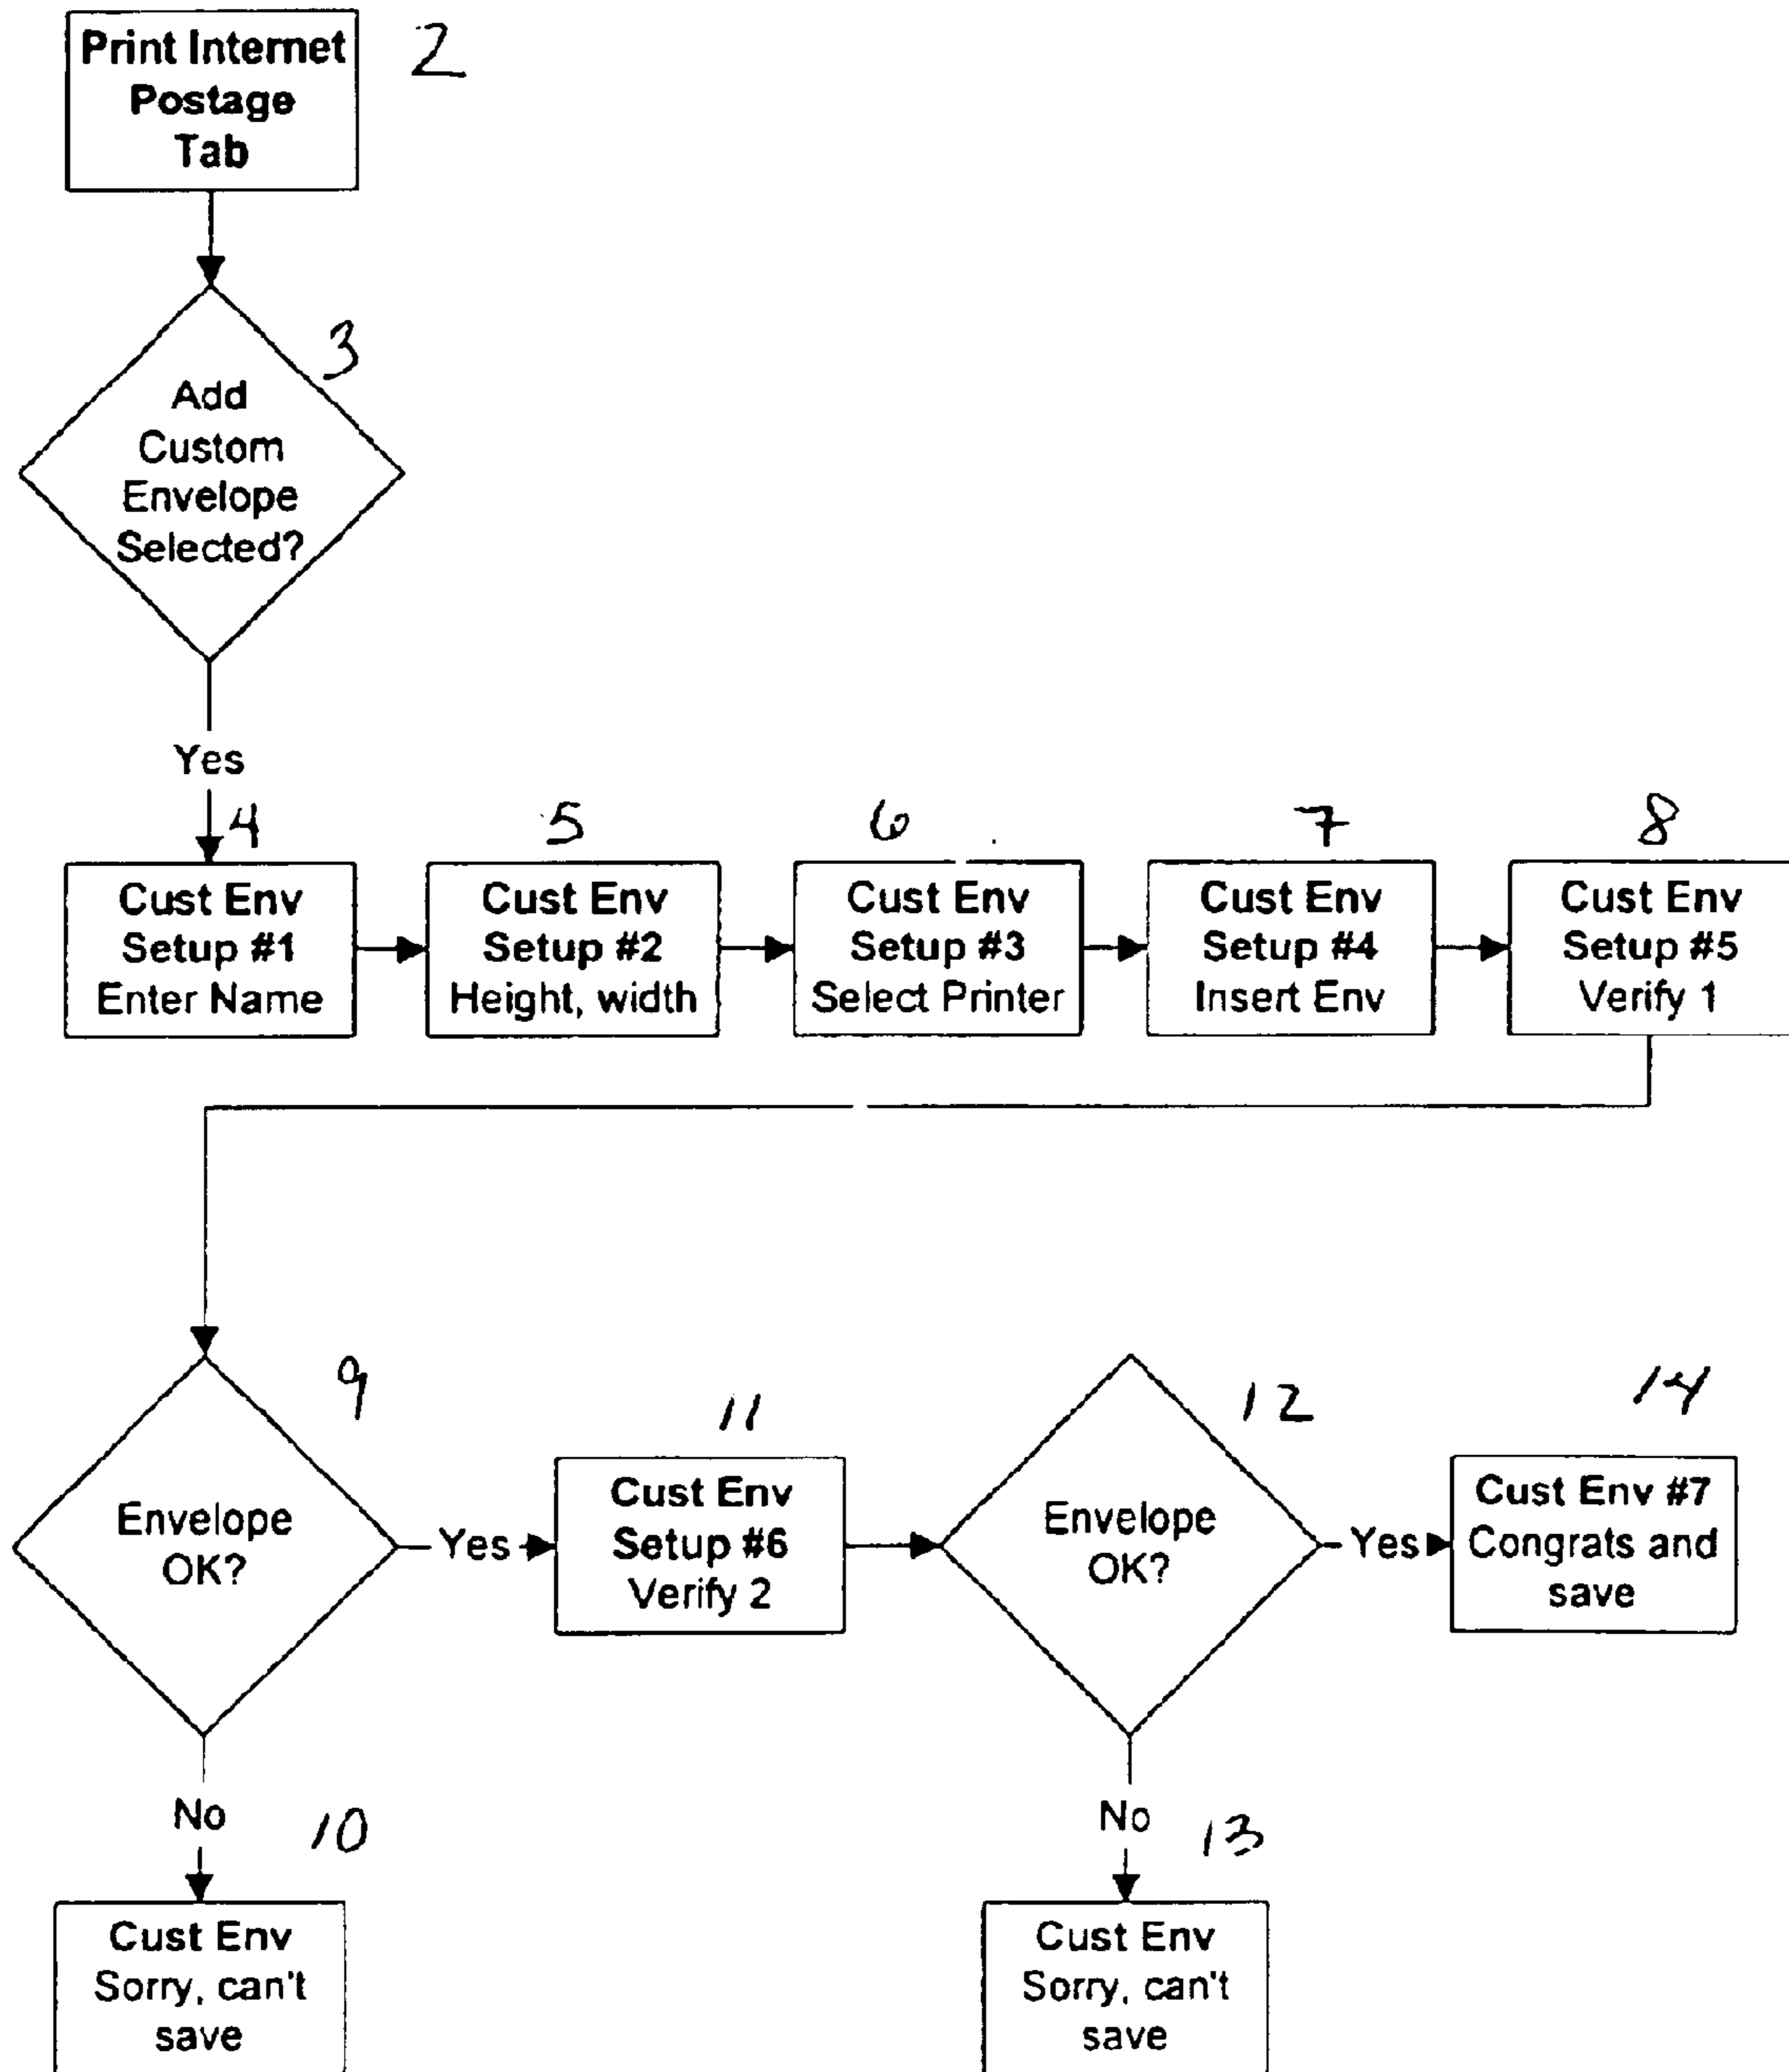 Print Internet
Postage
Tab
2
3
Add
Custom
Envelope
Selected?
Yes
4
Cust Env
Setup #1
Enter Name
5
Cust Env
Setup #2
Height, width
6
Cust Env
Setup #3
Select Printer
7
Cust Env
Setup #4
Insert Env
8
Cust Env
Setup #5
Verify 1
9
Envelope
OK?
Yes
11
Cust Env
Setup #6
Verify 2
12
Envelope
OK?
Yes
14
Cust Env #7
Congrats and
save
No
10
Cust Env
Sorry, can't
save
No
13
Cust Env
Sorry, can't
save